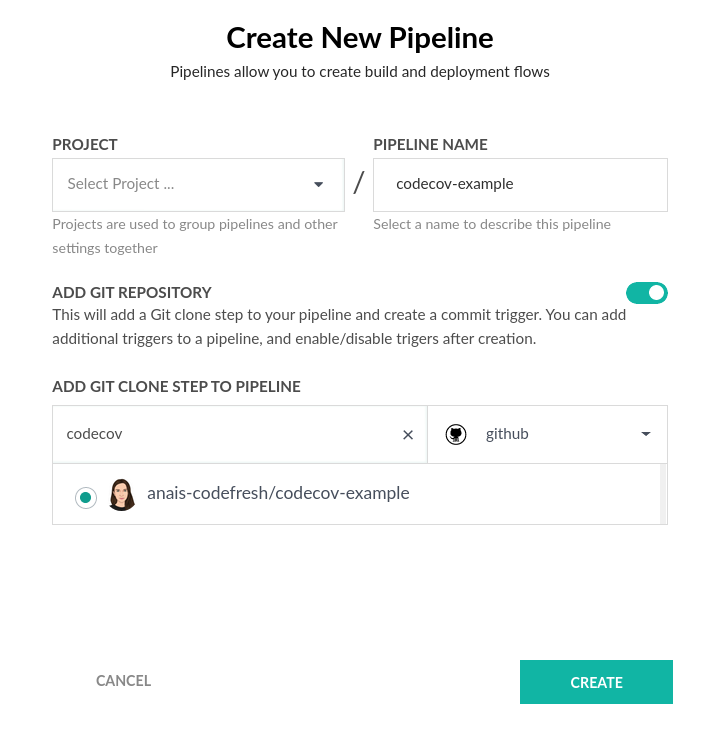 Create New Pipeline
Pipelines allow you to create build and deployment flows
PROJECT
PIPELINE NAME
Select Project ...
/
codecov-example
Projects are used to group pipelines and other
settings together
Select a name to describe this pipeline
ADD GIT REPOSITORY
This will add a Git clone step to your pipeline and create a commit trigger. You can add
additional triggers to a pipeline, and enable/disable trigers after creation.
ADD GIT CLONE STEP TO PIPELINE
codecov
github
anais-codefresh/codecov-example
CANCEL
CREATE